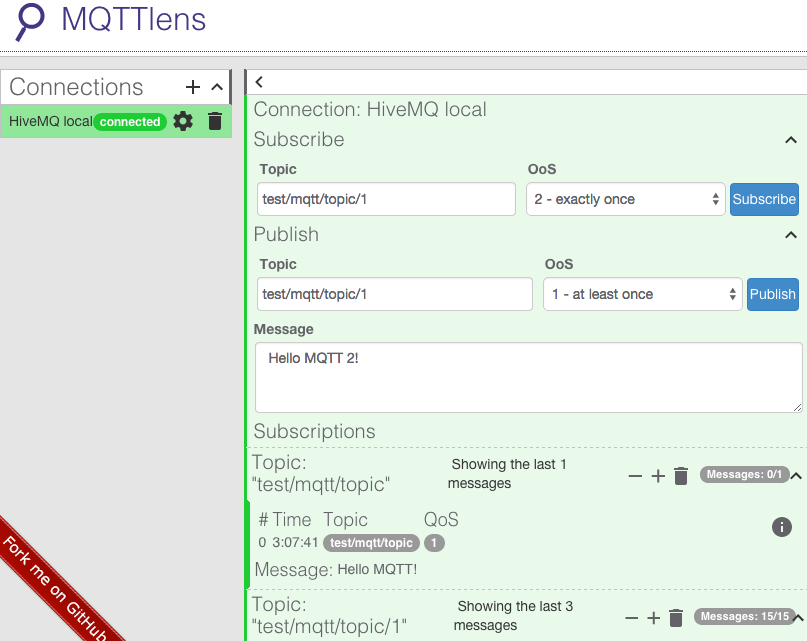 MQTTlens
Connections
HiveMQ local connected
Connection: HiveMQ local
Subscribe
Topic OoS
test/mqtt/topic/1 2 - exactly once Subscribe
Publish
Topic OoS
test/mqtt/topic/1 1 - at least once Publish
Message
Hello MQTT 2!
Subscriptions
Topic: "test/mqtt/topic"
Showing the last 1 messages
Messages: 0/1
# Time Topic QoS
0 3:07:41 test/mqtt/topic 1
Message: Hello MQTT!
Topic: "test/mqtt/topic/1"
Showing the last 3 messages
Messages: 15/15
Fork me on GitHub